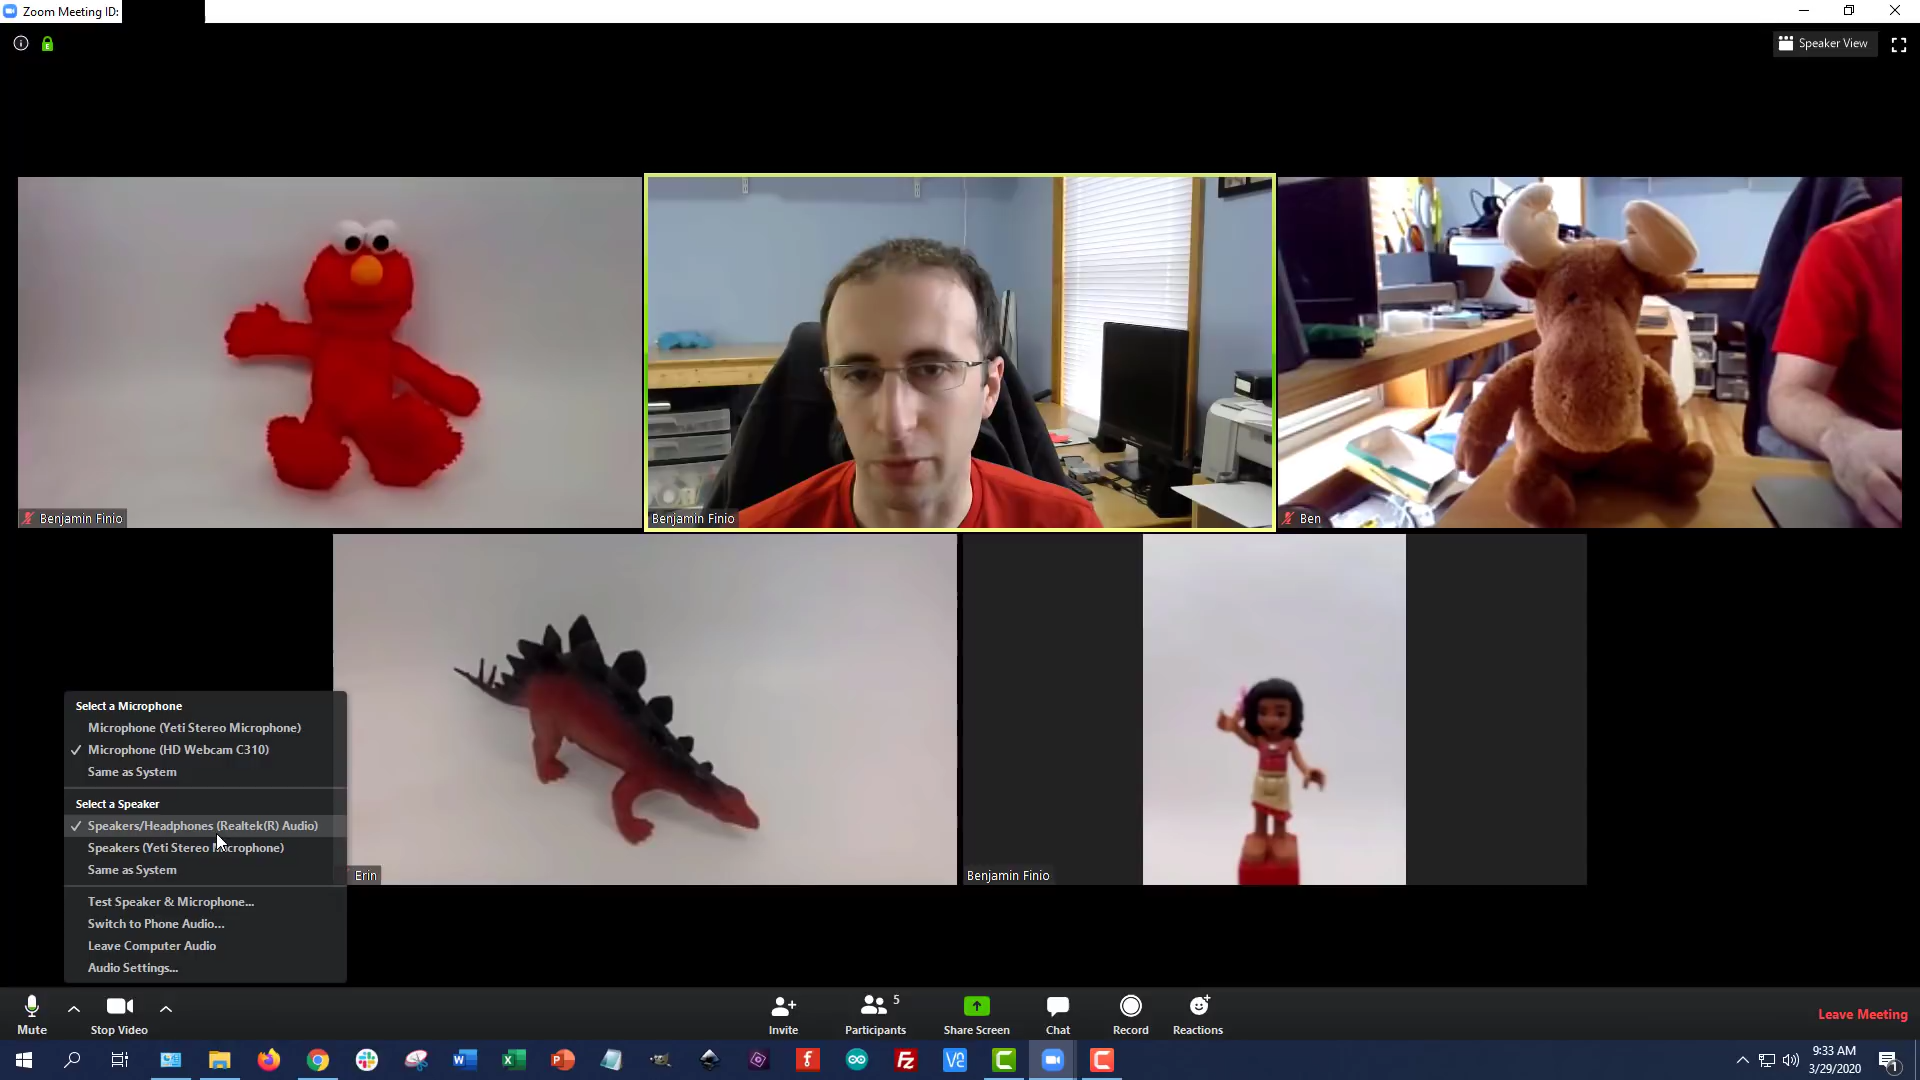 Zoom Meeting ID:
Speaker View
Benjamin Finio
Benjamin Finio
Ben
Select a Microphone
Microphone (Yeti Stereo Microphone)
Microphone (HD Webcam C310)
Same as System
Select a Speaker
Speakers/Headphones (Realtek(R) Audio)
Speakers (Yeti Stereo Microphone)
Same as System
Erin
Benjamin Finio
Test Speaker & Microphone...
Switch to Phone Audio...
Leave Computer Audio
Audio Settings...
5
Mute
Stop Video
Invite
Participants
Share Screen
Chat
Record
Reactions
Leave Meeting
9:33 AM
3/29/2020
1